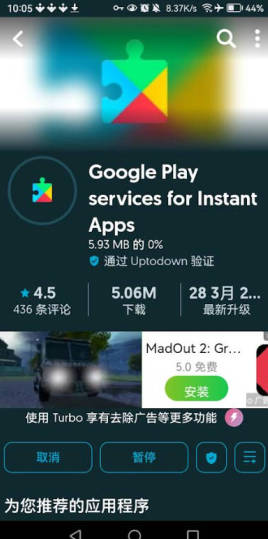 10:05
8.37K/s
44%
Google Play
services for Instant
Apps
5.93 MB 的 0%
通过 Uptodown 验证
4.5
436 条评论
5.06M
下载
28 3月 2...
最新升级
MadOut 2: Gr...
5.0 免费
安装
使用 Turbo 享有去除广告等更多功能
取消
暂停
为您推荐的应用程序